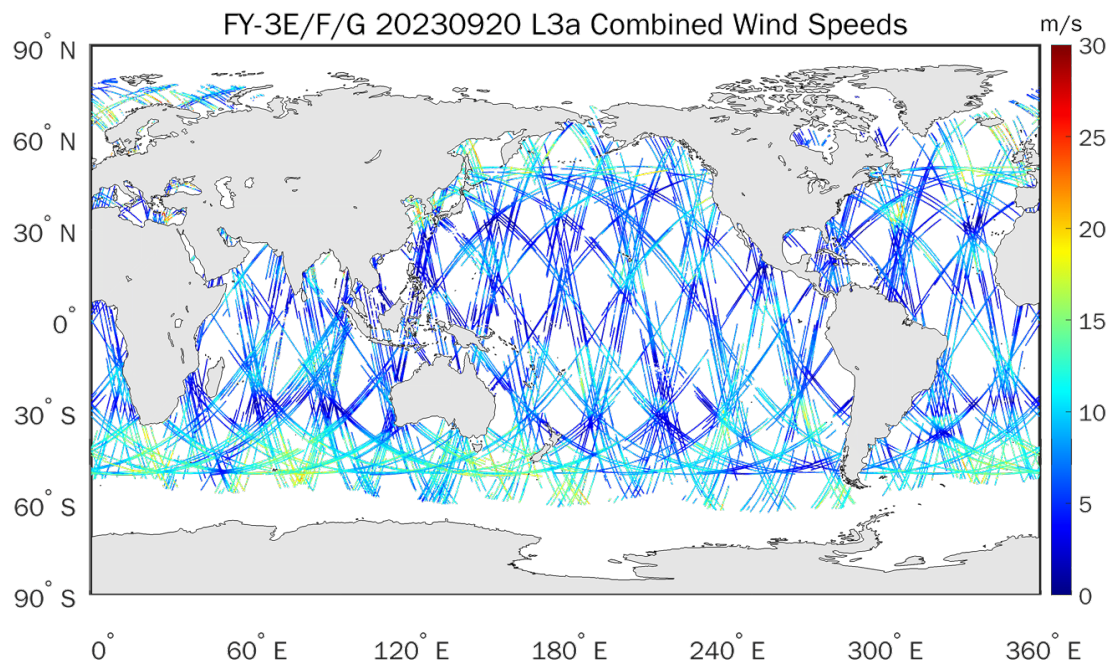 FY-3E/F/G 20230920 L3a Combined Wind Speeds
m/s
90° N
60° N
30° N
0°
30° S
60° S
90° S
30
25
20
15
10
5
0
0°
60° E
120° E
180° E
240° E
300° E
360° E